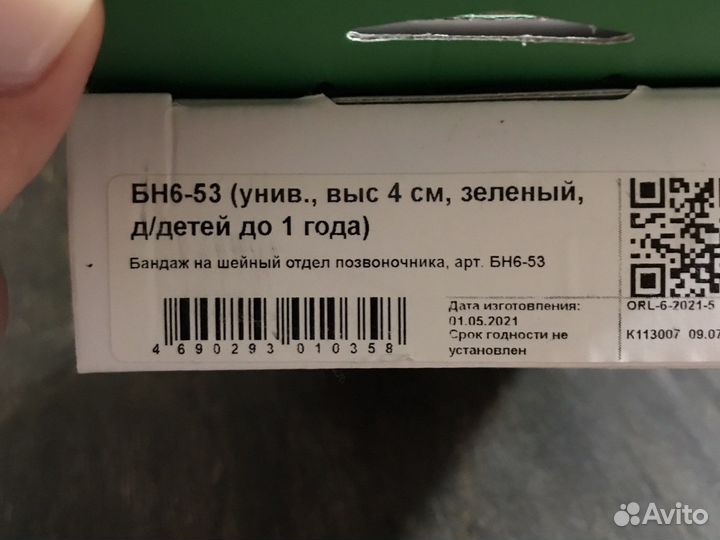 БН6-53 (унив., выс 4 см, зеленый,
д/детей до 1 года)
Бандаж на шейный отдел позвоночника, арт. БН6-53
4 690293 010358
Дата изготовления:
01.05.2021
Срок годности не
установлен
ORL-6-2021-5
K113007 09.07
Avito